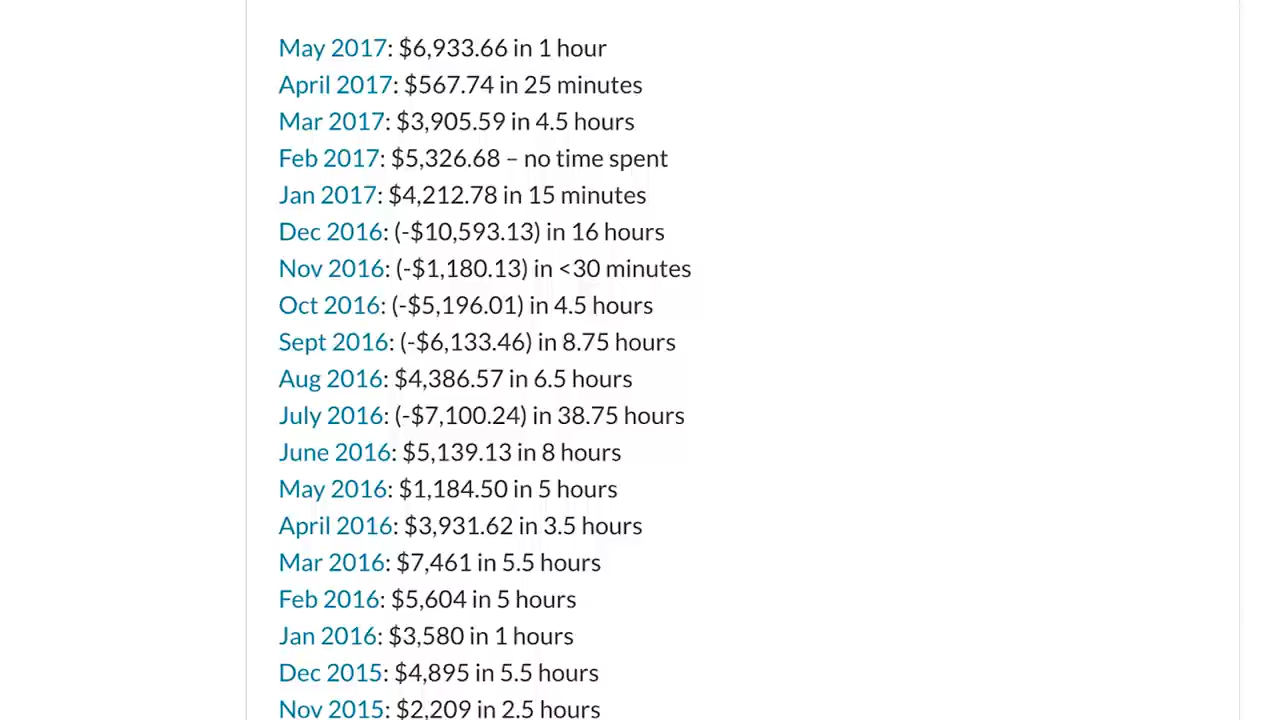 May 2017: $6,933.66 in 1 hour
April 2017: $567.74 in 25 minutes
Mar 2017: $3,905.59 in 4.5 hours
Feb 2017: $5,326.68 – no time spent
Jan 2017: $4,212.78 in 15 minutes
Dec 2016: (-$10,593.13) in 16 hours
Nov 2016: (-$1,180.13) in <30 minutes
Oct 2016: (-$5,196.01) in 4.5 hours
Sept 2016: (-$6,133.46) in 8.75 hours
Aug 2016: $4,386.57 in 6.5 hours
July 2016: (-$7,100.24) in 38.75 hours
June 2016: $5,139.13 in 8 hours
May 2016: $1,184.50 in 5 hours
April 2016: $3,931.62 in 3.5 hours
Mar 2016: $7,461 in 5.5 hours
Feb 2016: $5,604 in 5 hours
Jan 2016: $3,580 in 1 hours
Dec 2015: $4,895 in 5.5 hours
Nov 2015: $2,209 in 2.5 hours